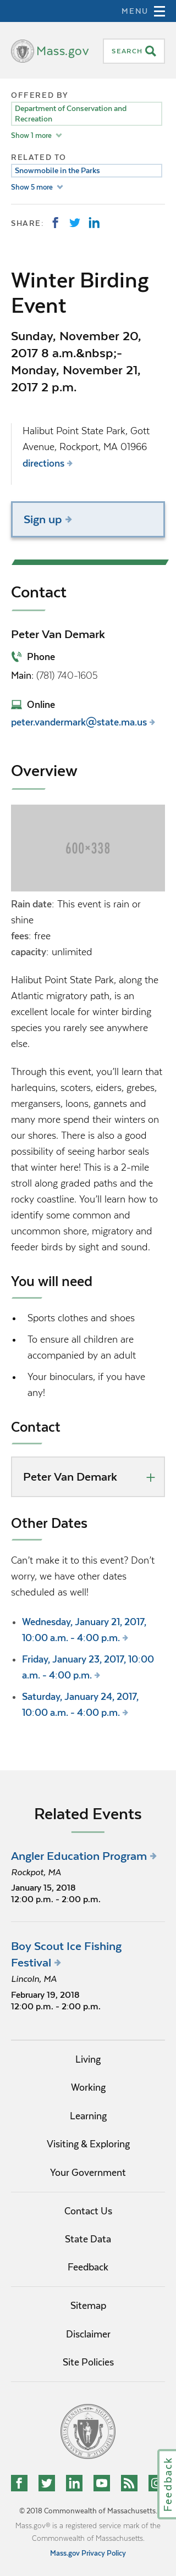 MENU
Mass.gov
SEARCH
OFFERED BY
Department of Conservation and
Recreation
Show 1 more
RELATED TO
Snowmobile in the Parks
Show 5 more
SHARE:
Winter Birding
Event
Sunday, November 20,
2017 8 a.m.&nbsp;-
Monday, November 21,
2017 2 p.m.
Halibut Point State Park, Gott
Avenue, Rockport, MA 01966
directions
Sign up
Contact
Peter Van Demark
Phone
Main: (781) 740-1605
Online
peter.vandermark@state.ma.us
Overview
600×338
Rain date: This event is rain or
shine
fees: free
capacity: unlimited
Halibut Point State Park, along the
Atlantic migratory path, is an
excellent locale for winter birding
species you rarely see anywhere
else.
Through this event, you'll learn that
harlequins, scoters, eiders, grebes,
mergansers, loons, gannets and
many more spend their winters on
our shores. There is also a good
possibility of seeing harbor seals
that winter here! This is a 2-mile
stroll along graded paths and the
rocky coastline. You'll learn how to
identify some common and
uncommon shore, migratory and
feeder birds by sight and sound.
You will need
• Sports clothes and shoes
• To ensure all children are
accompanied by an adult
• Your binoculars, if you have
any!
Contact
Peter Van Demark
Other Dates
Can't make it to this event? Don't
worry, we have other dates
scheduled as well!
• Wednesday, January 21, 2017,
10:00 a.m. - 4:00 p.m.
• Friday, January 23, 2017, 10:00
a.m. - 4:00 p.m.
• Saturday, January 24, 2017,
10:00 a.m. - 4:00 p.m.
Related Events
Angler Education Program
Rockpot, MA
January 15, 2018
12:00 p.m. - 2:00 p.m.
Boy Scout Ice Fishing
Festival
Lincoln, MA
February 19, 2018
12:00 p.m. - 2:00 p.m.
Living
Working
Learning
Visiting & Exploring
Your Government
Contact Us
State Data
Feedback
Sitemap
Disclaimer
Site Policies
Feedback
© 2018 Commonwealth of Massachusetts.
Mass.gov® is a registered service mark of the
Commonwealth of Massachusetts.
Mass.gov Privacy Policy